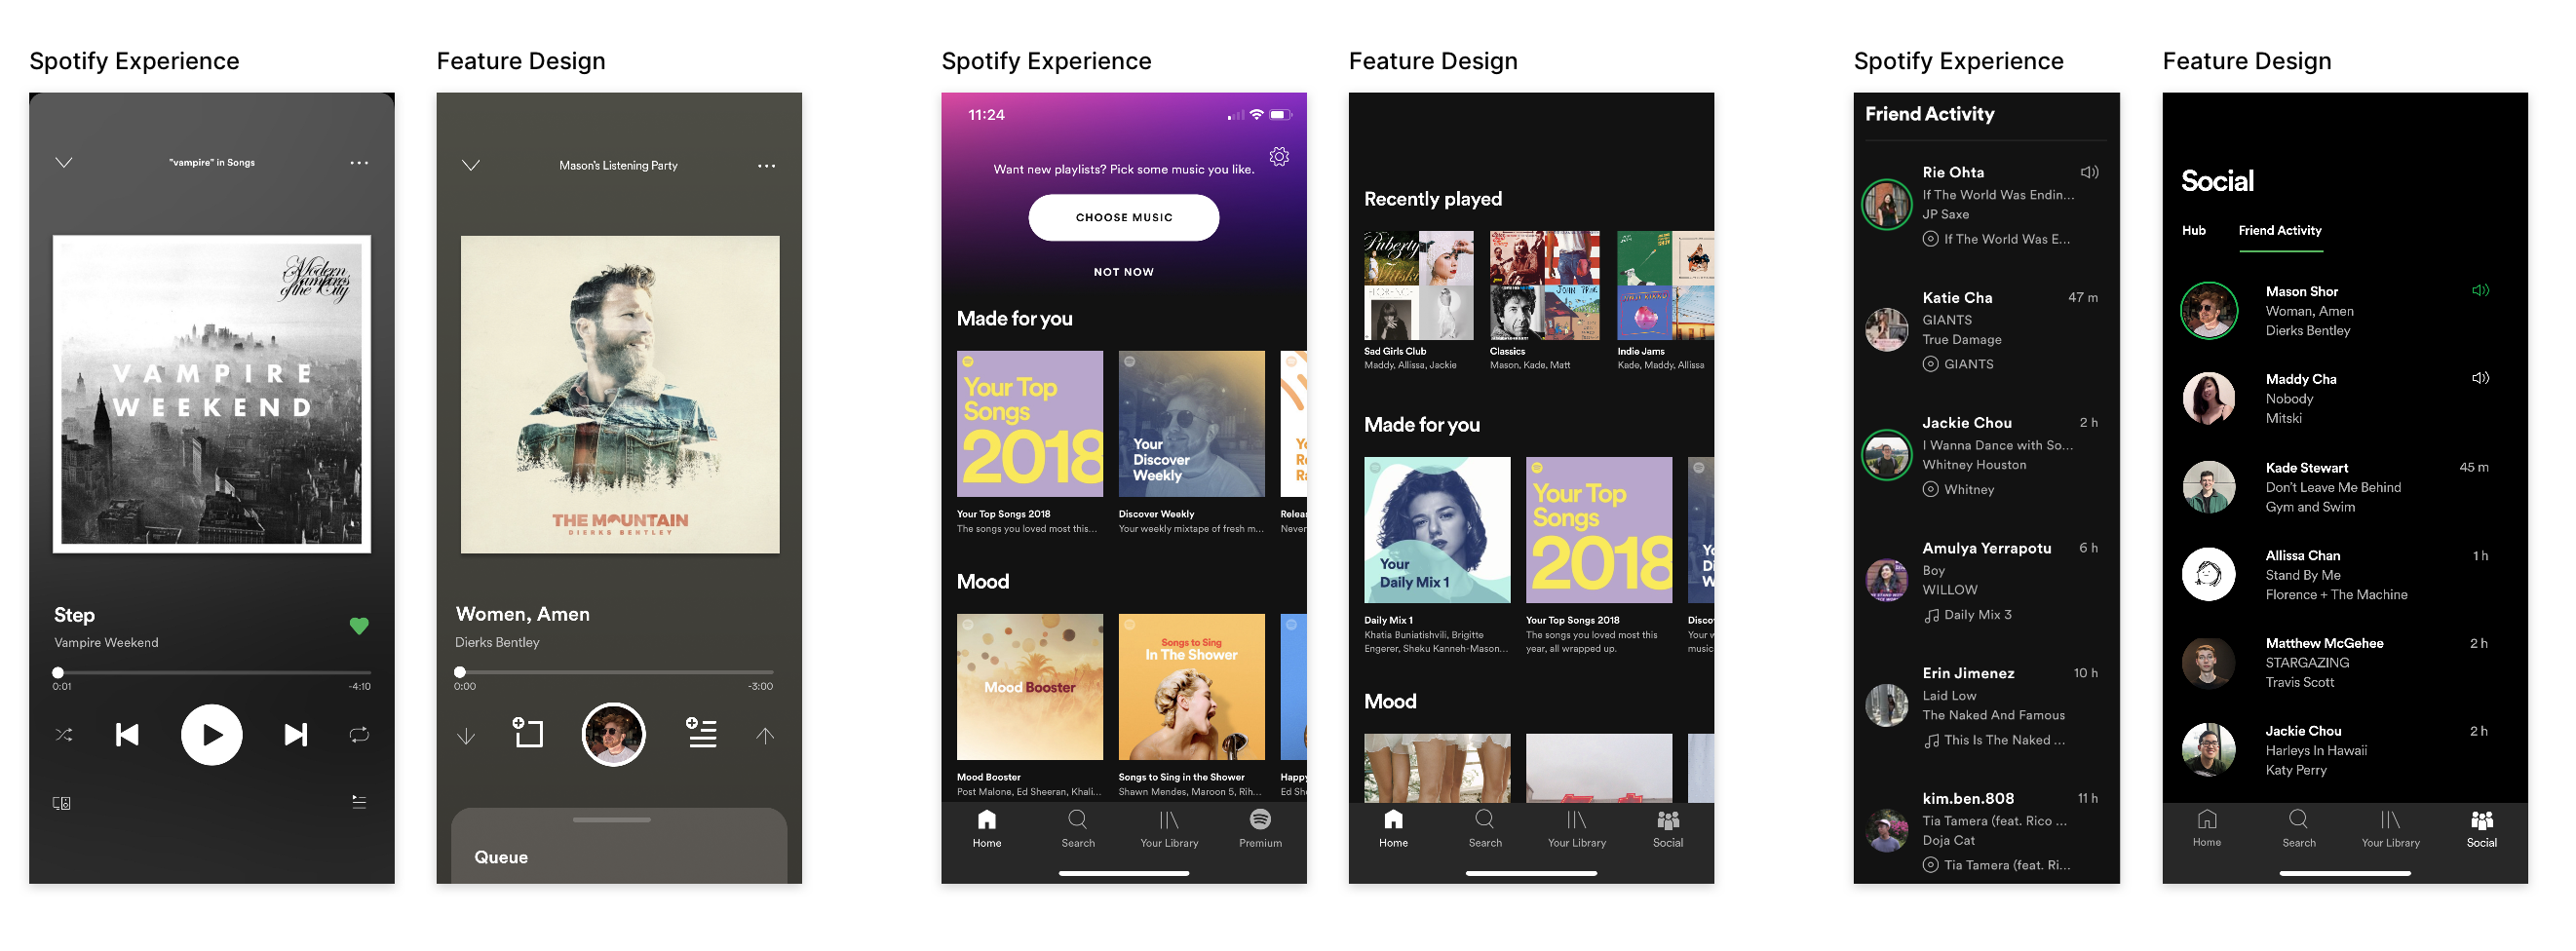 Spotify Experience
Feature Design
"vampire" in Songs
Modern
Vampires
of the City
VAMPIRE
WEEKEND
Step
Vampire Weekend
0:01
-4:10
Mason's Listening Party
THE MOUNTAIN
DIERKS BENTLEY
Women, Amen
Dierks Bentley
0:00
-3:00
Queue
Spotify Experience
Feature Design
11:24
Want new playlists? Pick some music you like.
CHOOSE MUSIC
NOT NOW
Made for you
Your Top
Songs
2018
Your
Discover
Weekly
Your Top Songs 2018
The songs you loved most this...
Discover Weekly
Your weekly mixtape of fresh m...
Releas
Never
Mood
Mood Booster
Songs to Sing
In The Shower
Mood Booster
Post Malone, Ed Sheeran, Khali...
Songs to Sing in the Shower
Shawn Mendes, Maroon 5, Rih...
Happy
Ed She
Home
Search
Your Library
Premium
Recently played
Puberty
Mitski
JOHN PRINE
Sad Girls Club
Maddy, Allissa, Jackie
Classics
Mason, Kade, Matt
Indie Jams
Kade, Maddy, Allissa
Made for you
Your
Daily Mix 1
Your Top
Songs
2018
Daily Mix 1
Khatia Buniatishvili, Brigitte
Engerer, Sheku Kanneh-Mason...
Your Top Songs 2018
The songs you loved most this
year, all wrapped up.
Disco
Your w
music
Mood
Home
Search
Your Library
Social
Spotify Experience
Feature Design
Friend Activity
Rie Ohta
If The World Was Endin...
JP Saxe
If The World Was E...
Katie Cha
47 m
GIANTS
True Damage
GIANTS
Jackie Chou
2 h
I Wanna Dance with So...
Whitney Houston
Whitney
Amulya Yerrapotu
6 h
Boy
WILLOW
Daily Mix 3
Erin Jimenez
10 h
Laid Low
The Naked And Famous
This Is The Naked ...
kim.ben.808
11 h
Tia Tamera (feat. Rico ...
Doja Cat
Tia Tamera (feat. Ri...
Social
Hub
Friend Activity
Mason Shor
Woman, Amen
Dierks Bentley
Maddy Cha
Nobody
Mitski
Kade Stewart
45 m
Don't Leave Me Behind
Gym and Swim
Allissa Chan
1 h
Stand By Me
Florence + The Machine
Matthew McGehee
2 h
STARGAZING
Travis Scott
Jackie Chou
2 h
Harleys In Hawaii
Katy Perry
Home
Search
Your Library
Social